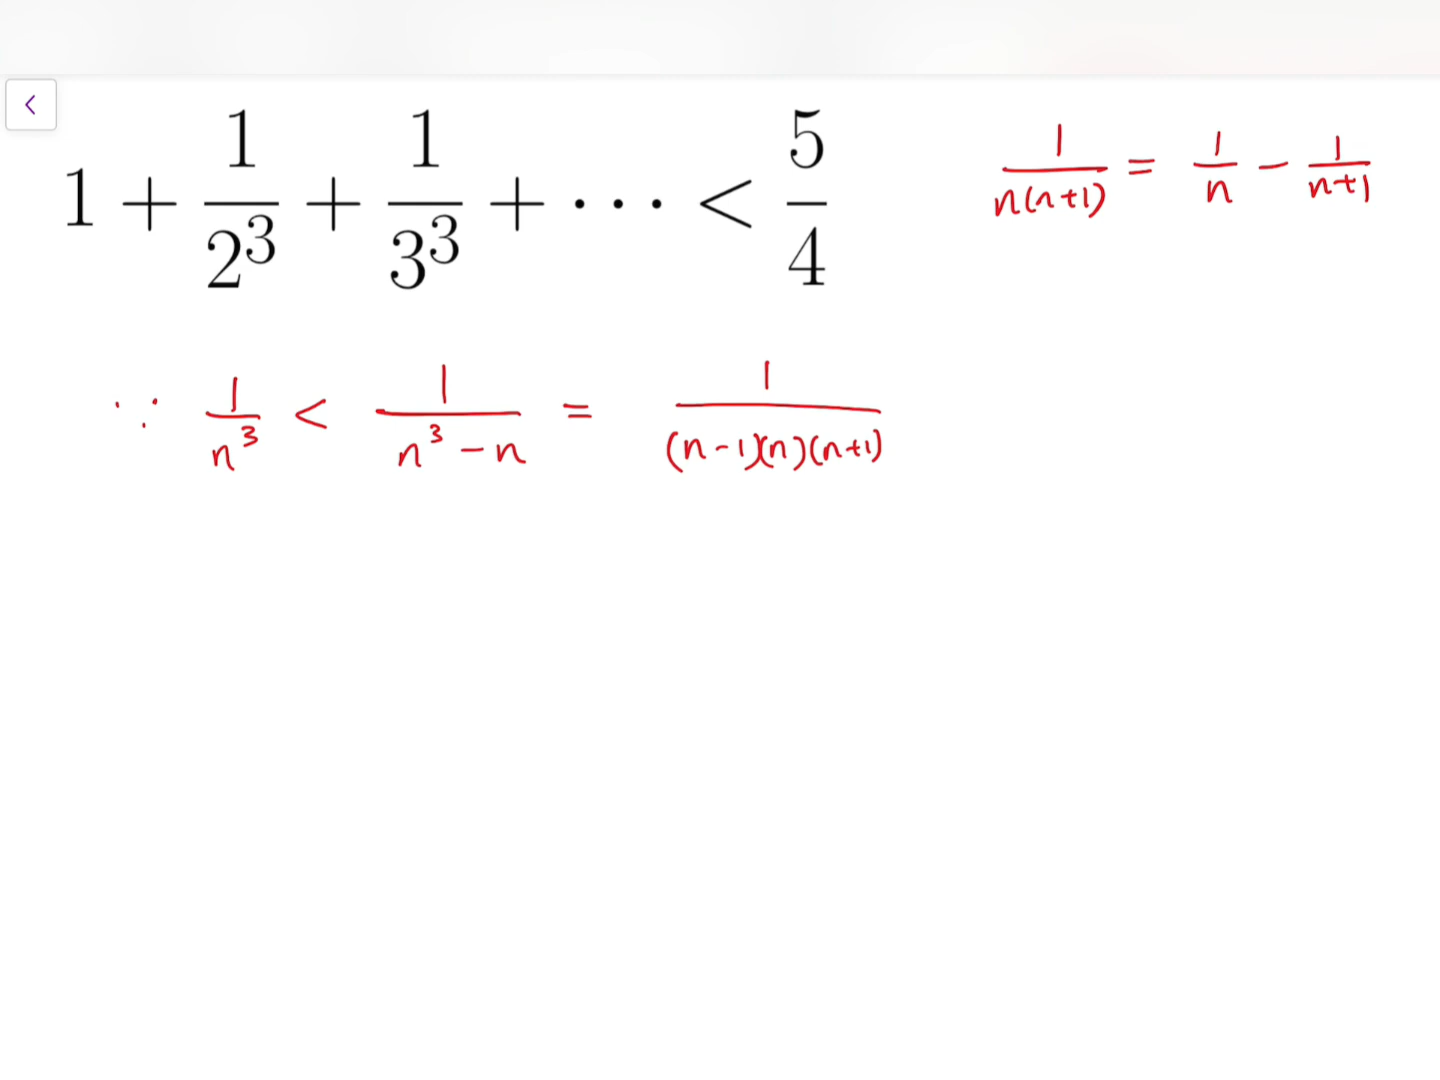 1 + 1/2³ + 1/3³ + ··· < 5/4
1/n(n+1) = 1/n − 1/n+1
∵ 1/n³ < 1/n³−n = 1/(n−1)(n)(n+1)